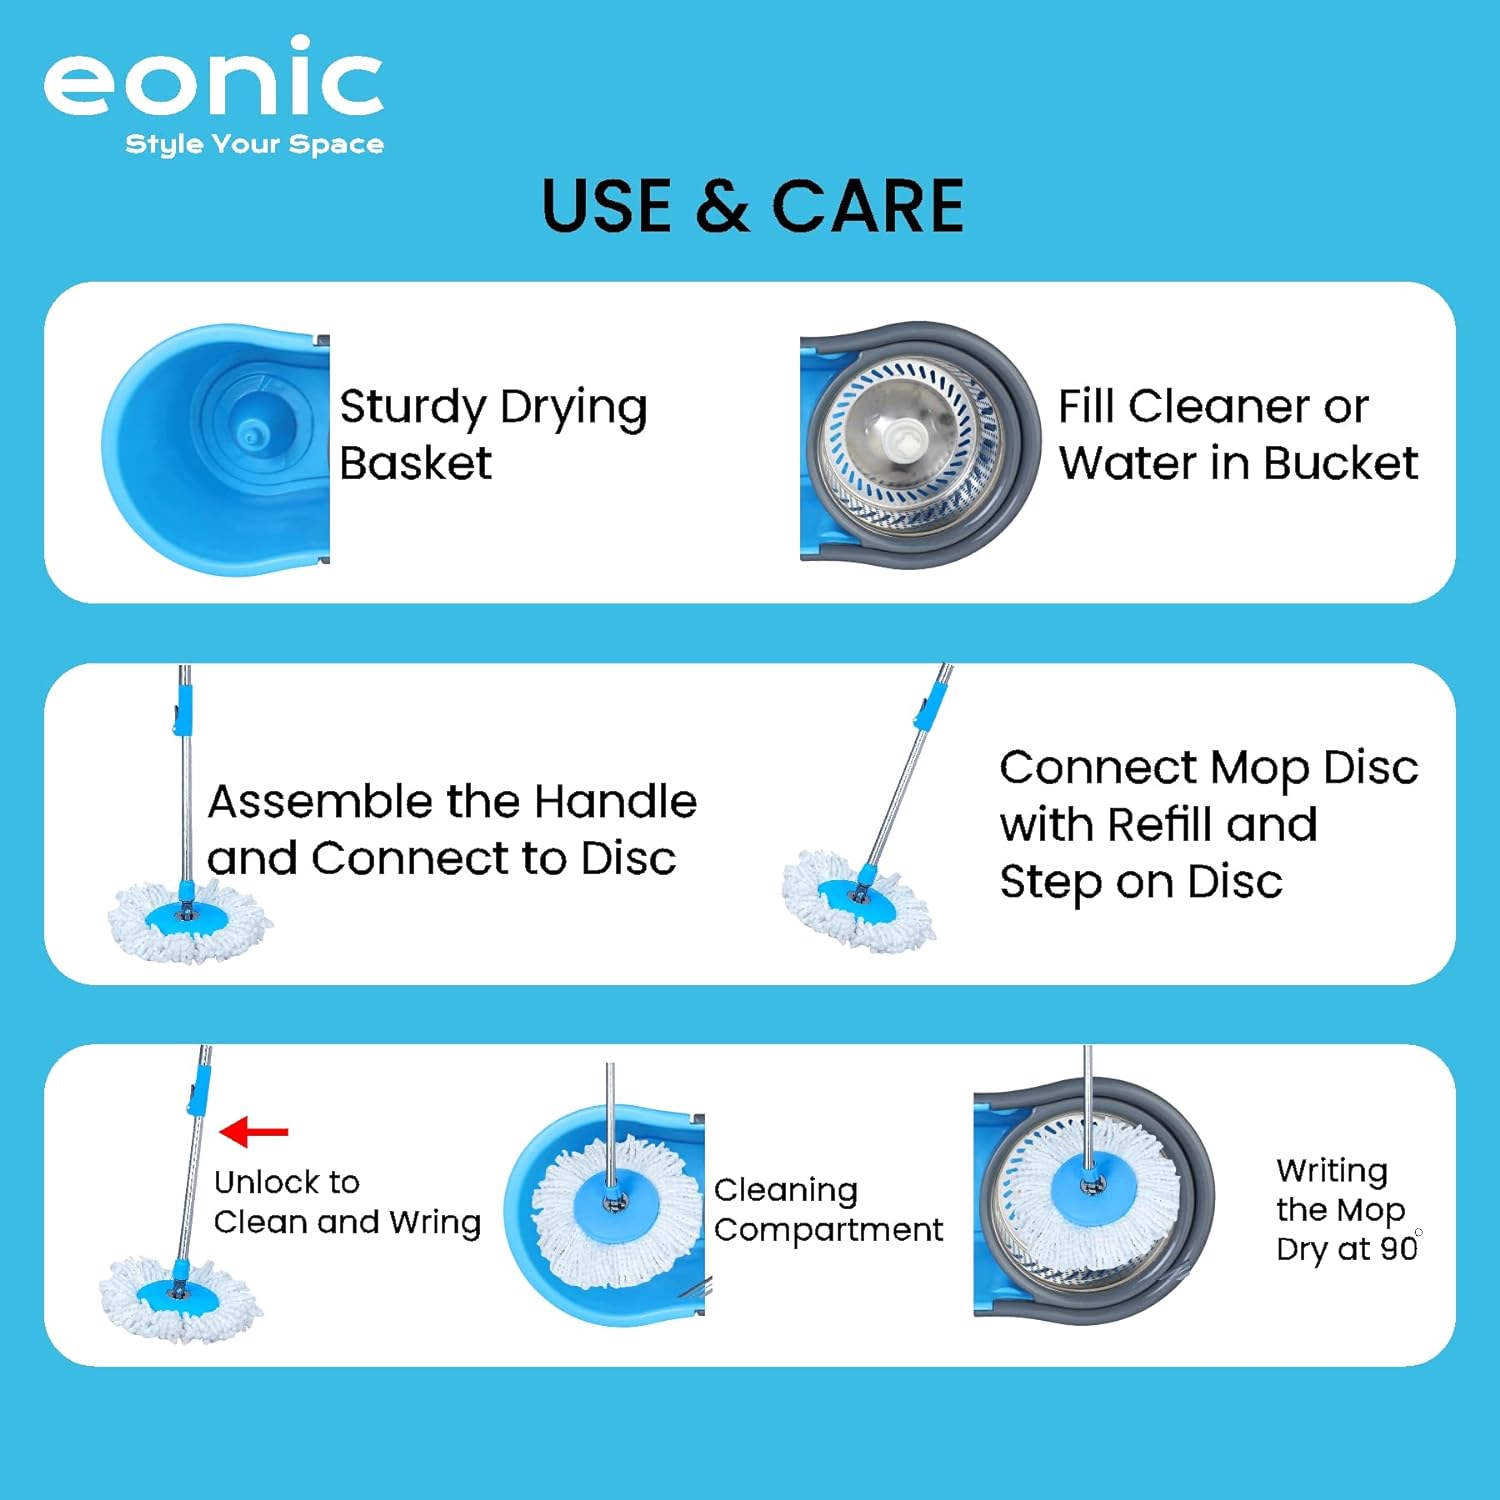 eonic
Style Your Space
USE & CARE
Sturdy Drying
Basket
Fill Cleaner or
Water in Bucket
Assemble the Handle
and Connect to Disc
Connect Mop Disc
with Refill and
Step on Disc
Unlock to
Clean and Wring
Cleaning
Compartment
Writing
the Mop
Dry at 90°